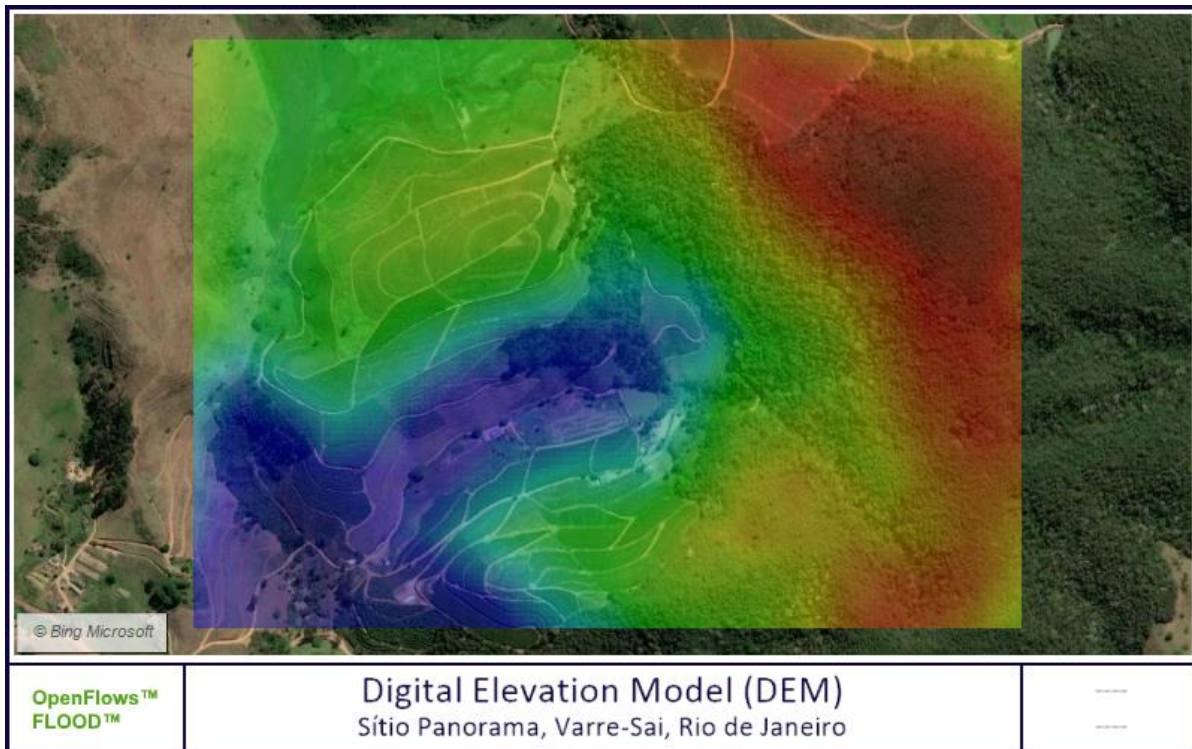 © Bing Microsoft
OpenFlows™
FLOOD™
Digital Elevation Model (DEM)
Sítio Panorama, Varre-Sai, Rio de Janeiro
----
----